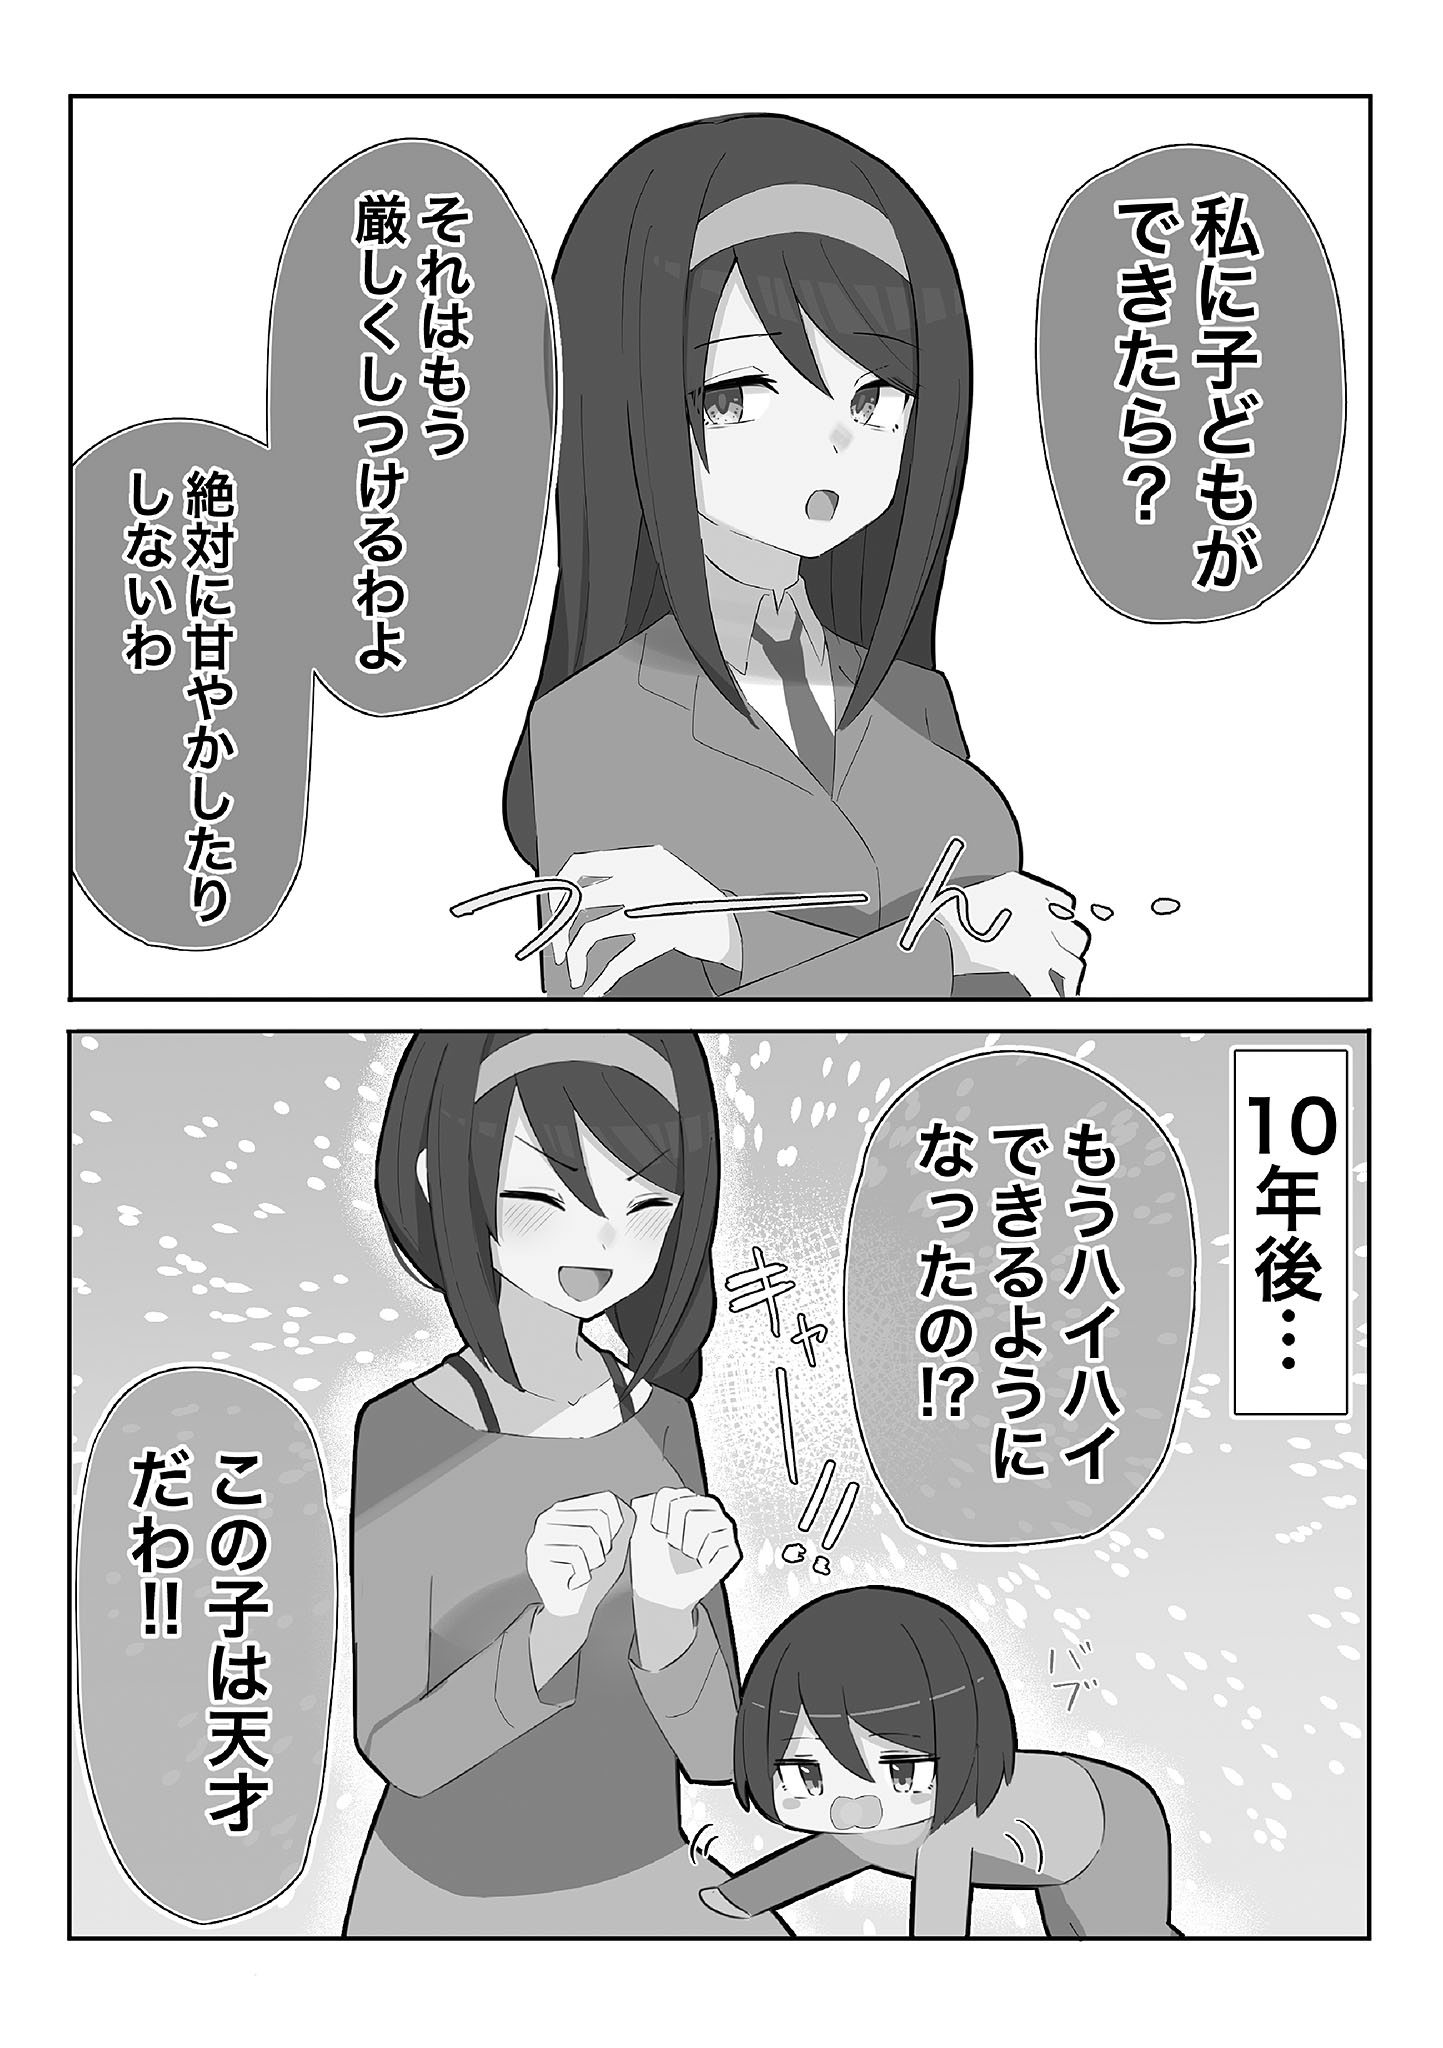 私に子どもが
できたら?
それはもう
厳しくしつけるわよ
絶対に甘やかしたり
しないわ
つーん…
10年後…
もうハイハイ
できるように
なったの!?
キャー!!
バブ
この子は天才
だわ!!